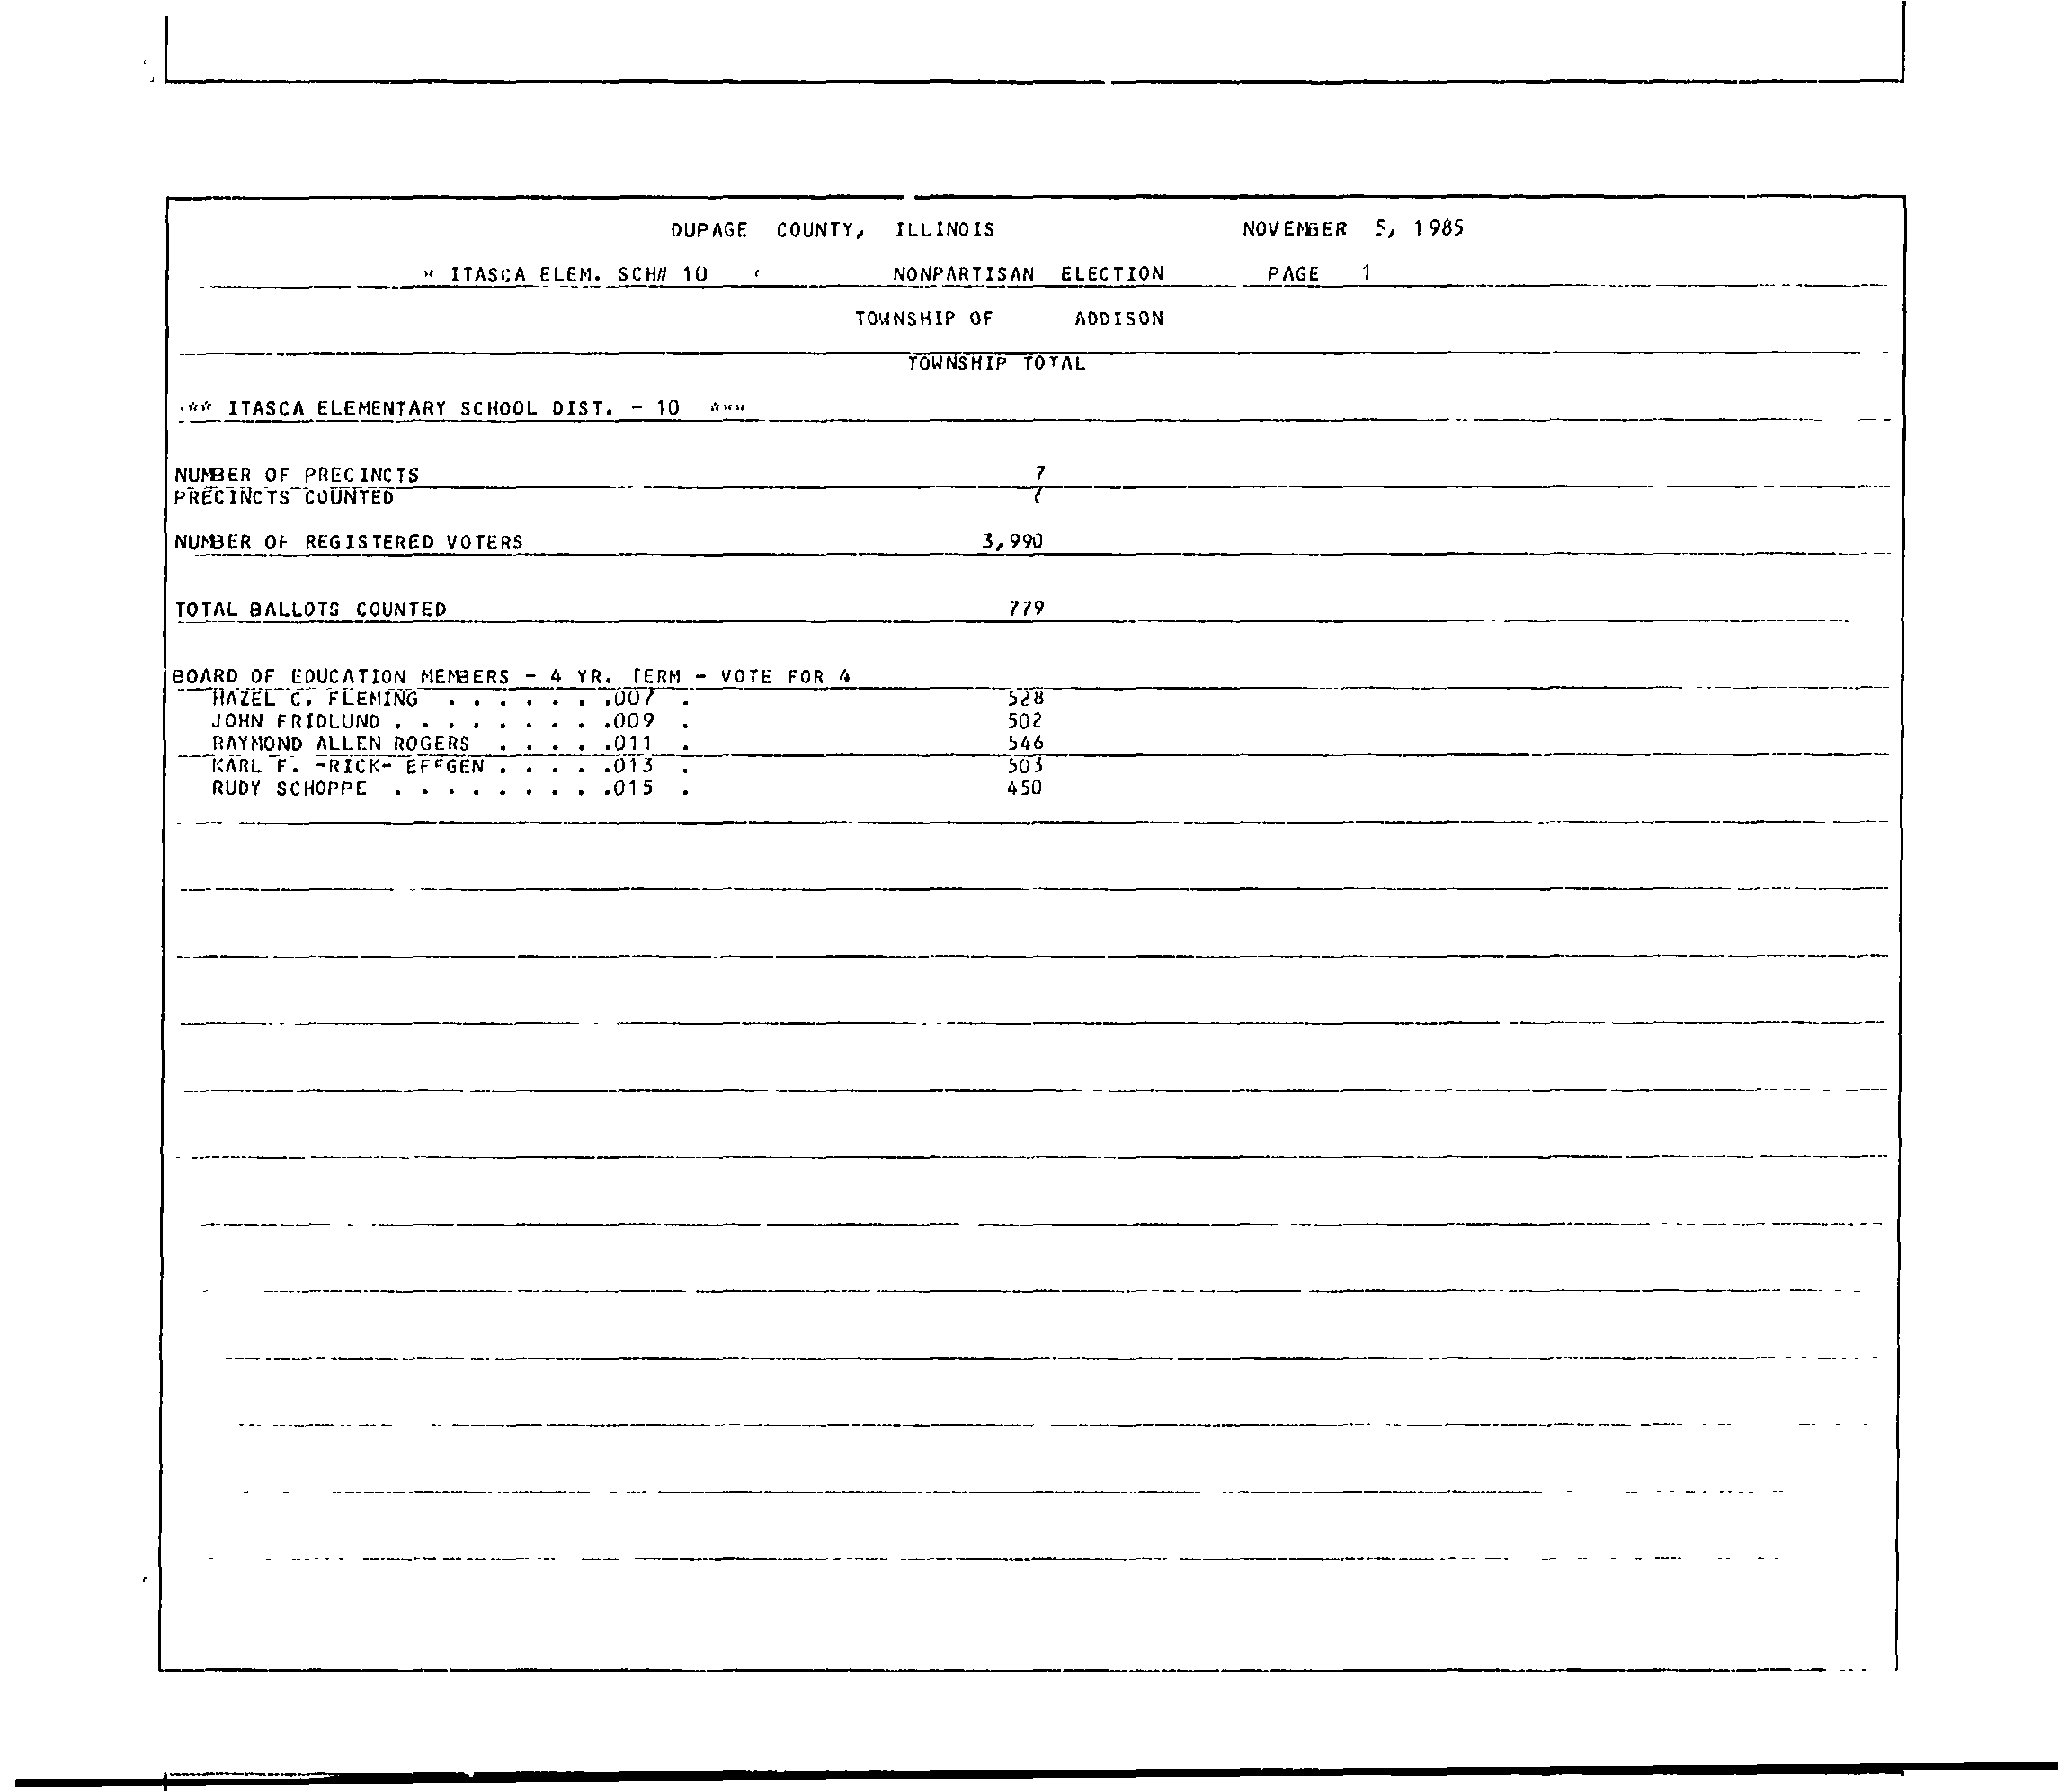 DUPAGE COUNTY, ILLINOIS NOVEMBER 5, 1985
* ITASCA ELEM. SCH# 10 NONPARTISAN ELECTION PAGE 1
TOWNSHIP OF ADDISON
TOWNSHIP TOTAL
*** ITASCA ELEMENTARY SCHOOL DIST. - 10 ***
NUMBER OF PRECINCTS 7
PRECINCTS COUNTED 7
NUMBER OF REGISTERED VOTERS 3,990
TOTAL BALLOTS COUNTED 779
BOARD OF EDUCATION MEMBERS - 4 YR. TERM - VOTE FOR 4
HAZEL C. FLEMING . . . . . . .007 . 528
JOHN FRIDLUND . . . . . . . . .009 . 502
RAYMOND ALLEN ROGERS . . . . .011 . 546
KARL F. -RICK- EFFGEN . . . . .013 . 503
RUDY SCHOPPE . . . . . . . . .015 . 450